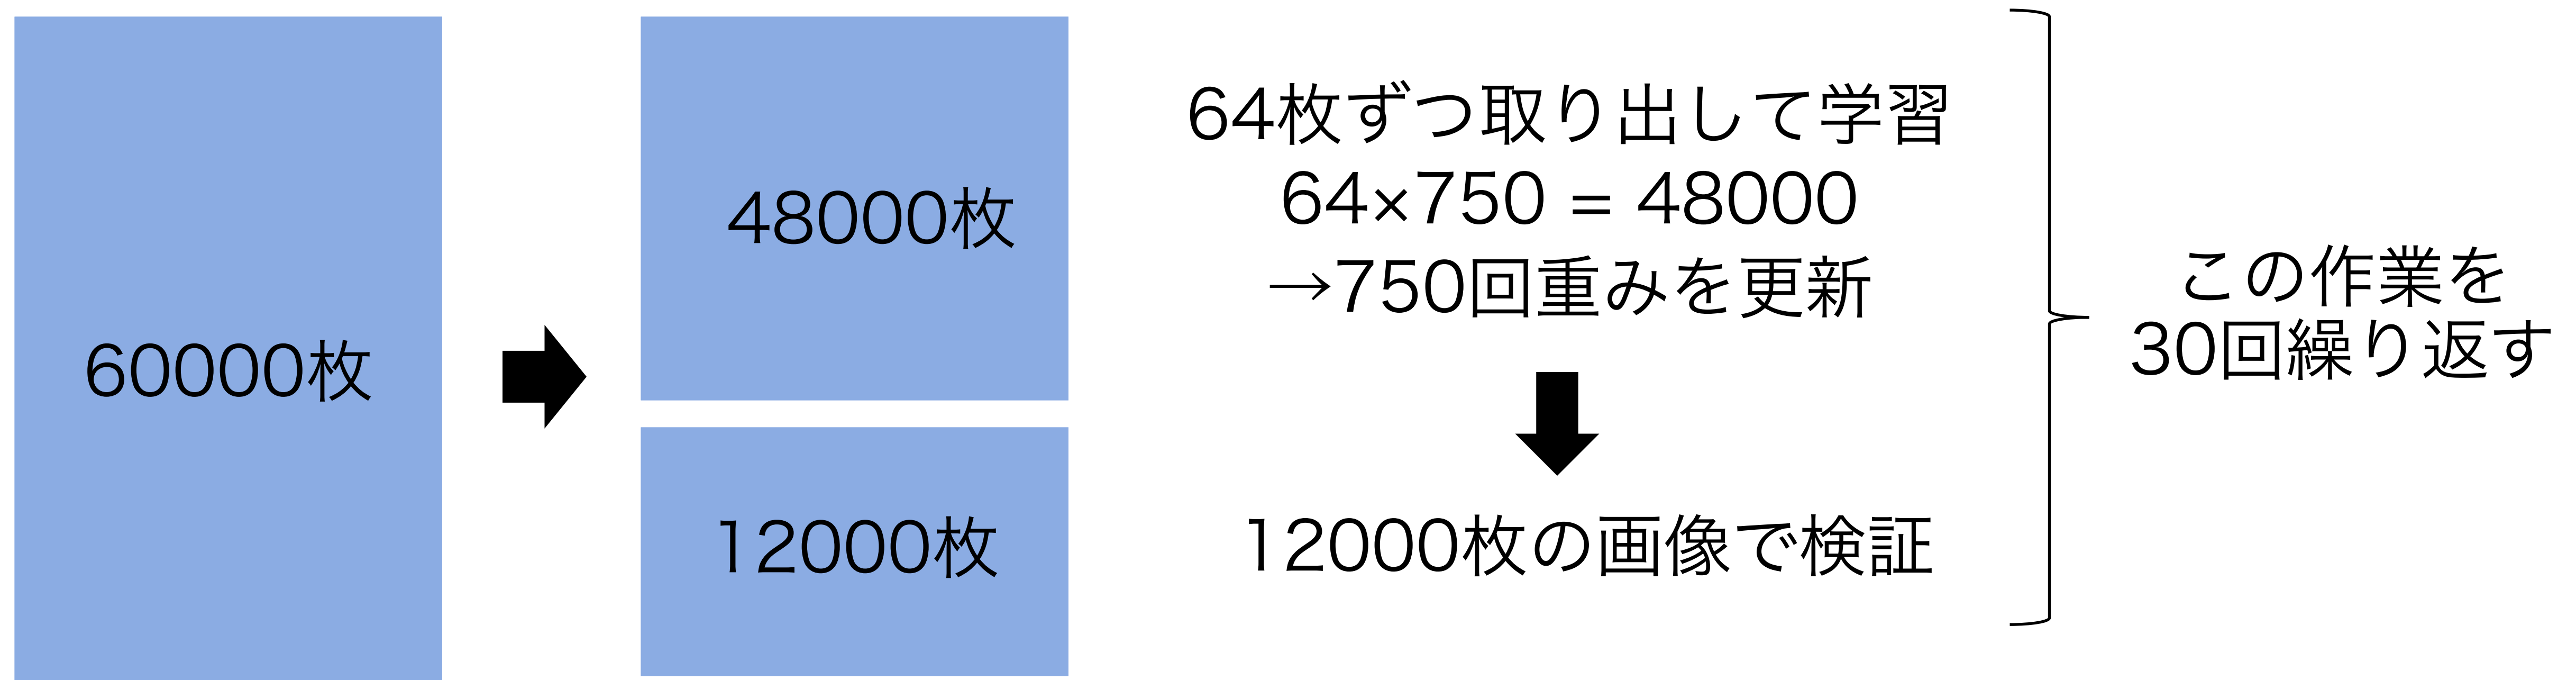 60000枚
48000枚
12000枚
64枚ずつ取り出して学習
64×750 = 48000
→750回重みを更新
12000枚の画像で検証
この作業を
30回繰り返す